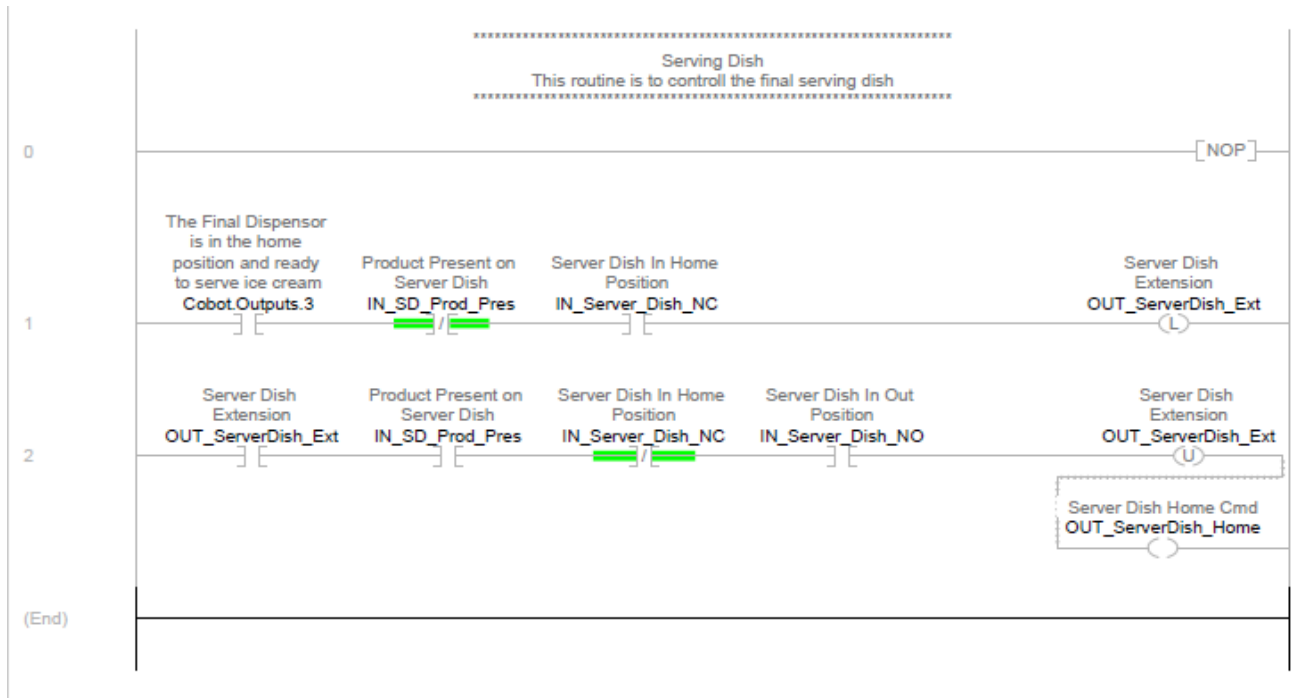 ********************************************************************
Serving Dish
This routine is to controll the final serving dish
********************************************************************
0
[NOP]
The Final Dispensor
is in the home
position and ready
to serve ice cream
Cobot.Outputs.3
Product Present on
Server Dish
IN_SD_Prod_Pres
Server Dish In Home
Position
IN_Server_Dish_NC
Server Dish
Extension
OUT_ServerDish_Ext
1
/
L
Server Dish
Extension
OUT_ServerDish_Ext
Product Present on
Server Dish
IN_SD_Prod_Pres
Server Dish In Home
Position
IN_Server_Dish_NC
Server Dish In Out
Position
IN_Server_Dish_NO
Server Dish
Extension
OUT_ServerDish_Ext
2
/
U
Server Dish Home Cmd
OUT_ServerDish_Home
(End)